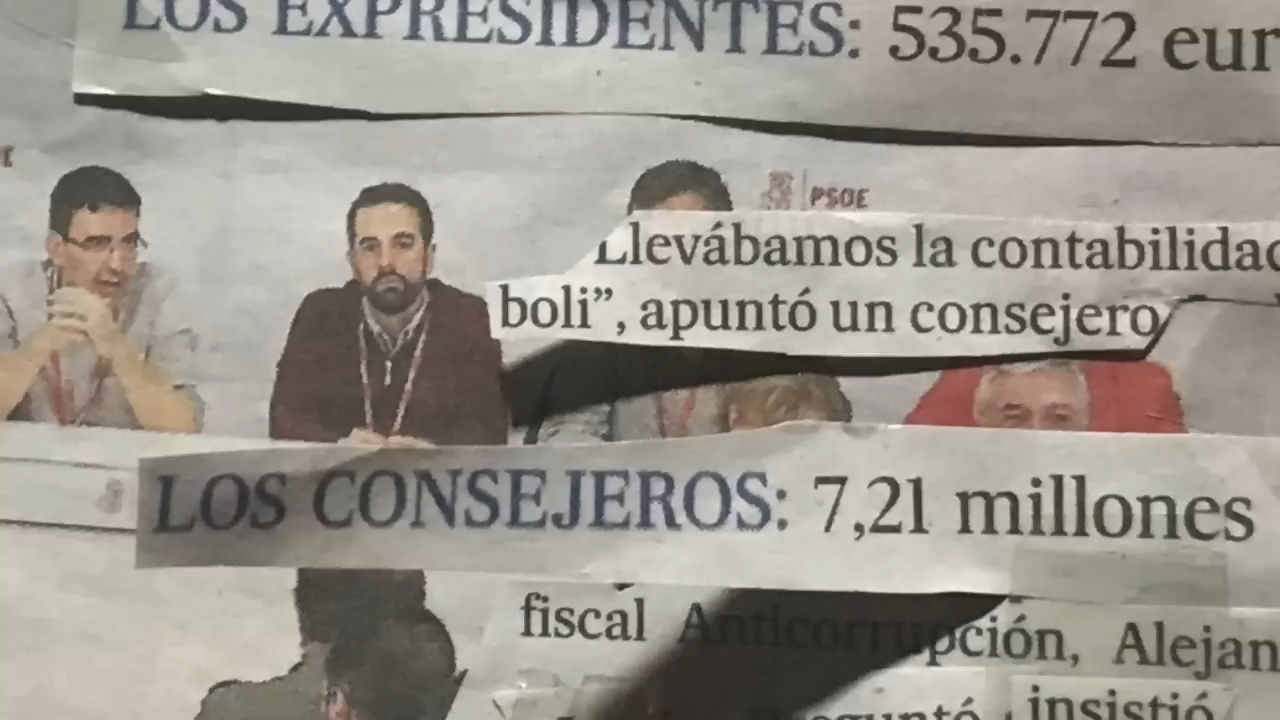 LOS EXPRESIDENTES: 535.772 eur
PSOE
Llevábamos la contabilidad
boli”, apuntó un consejero
LOS CONSEJEROS: 7,21 millones
fiscal Anticorrupción, Alejan
insistió